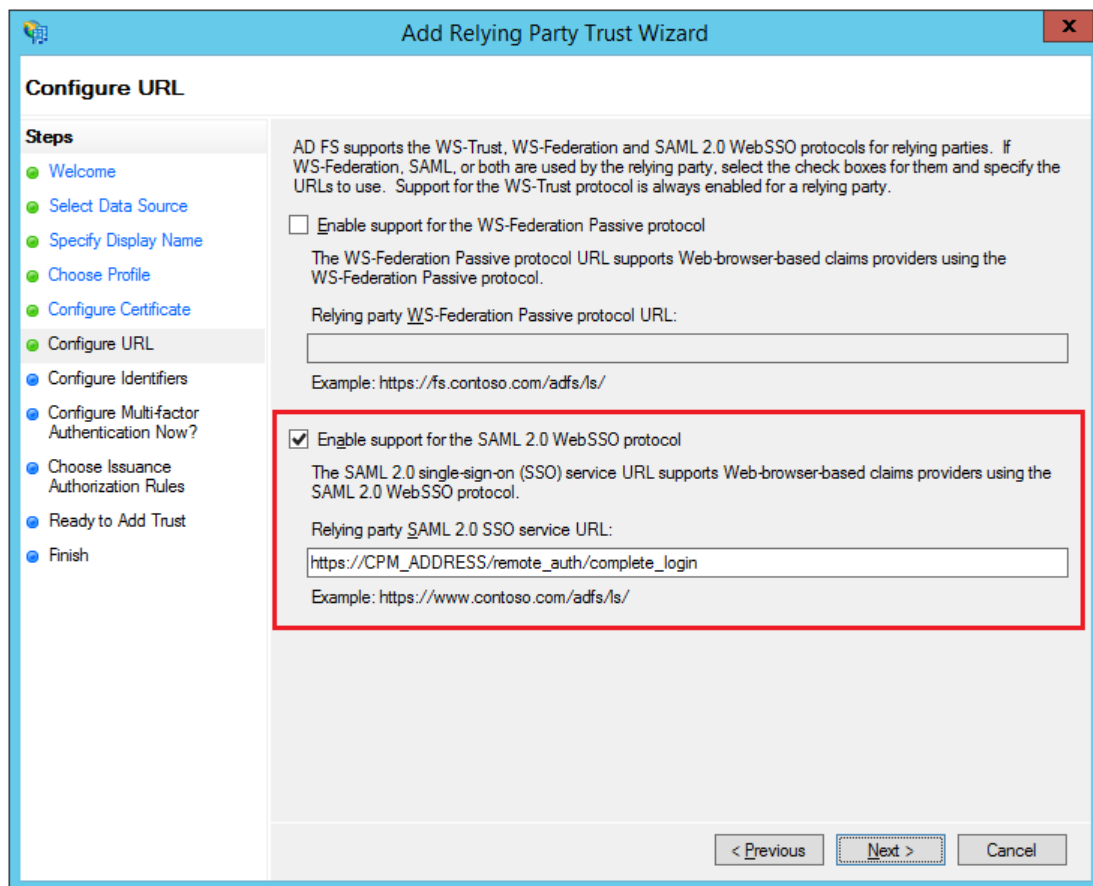 Add Relying Party Trust Wizard
x
Configure URL
Steps
Welcome
Select Data Source
Specify Display Name
Choose Profile
Configure Certificate
Configure URL
Configure Identifiers
Configure Multi-factor
Authentication Now?
Choose Issuance
Authorization Rules
Ready to Add Trust
Finish
AD FS supports the WS-Trust, WS-Federation and SAML 2.0 WebSSO protocols for relying parties. If
WS-Federation, SAML, or both are used by the relying party, select the check boxes for them and specify the
URLs to use. Support for the WS-Trust protocol is always enabled for a relying party.
Enable support for the WS-Federation Passive protocol
The WS-Federation Passive protocol URL supports Web-browser-based claims providers using the
WS-Federation Passive protocol.
Relying party WS-Federation Passive protocol URL:
Example: https://fs.contoso.com/adfs/ls/
Enable support for the SAML 2.0 WebSSO protocol
The SAML 2.0 single-sign-on (SSO) service URL supports Web-browser-based claims providers using the
SAML 2.0 WebSSO protocol.
Relying party SAML 2.0 SSO service URL:
https://CPM_ADDRESS/remote_auth/complete_login
Example: https://www.contoso.com/adfs/ls/
< Previous
Next >
Cancel